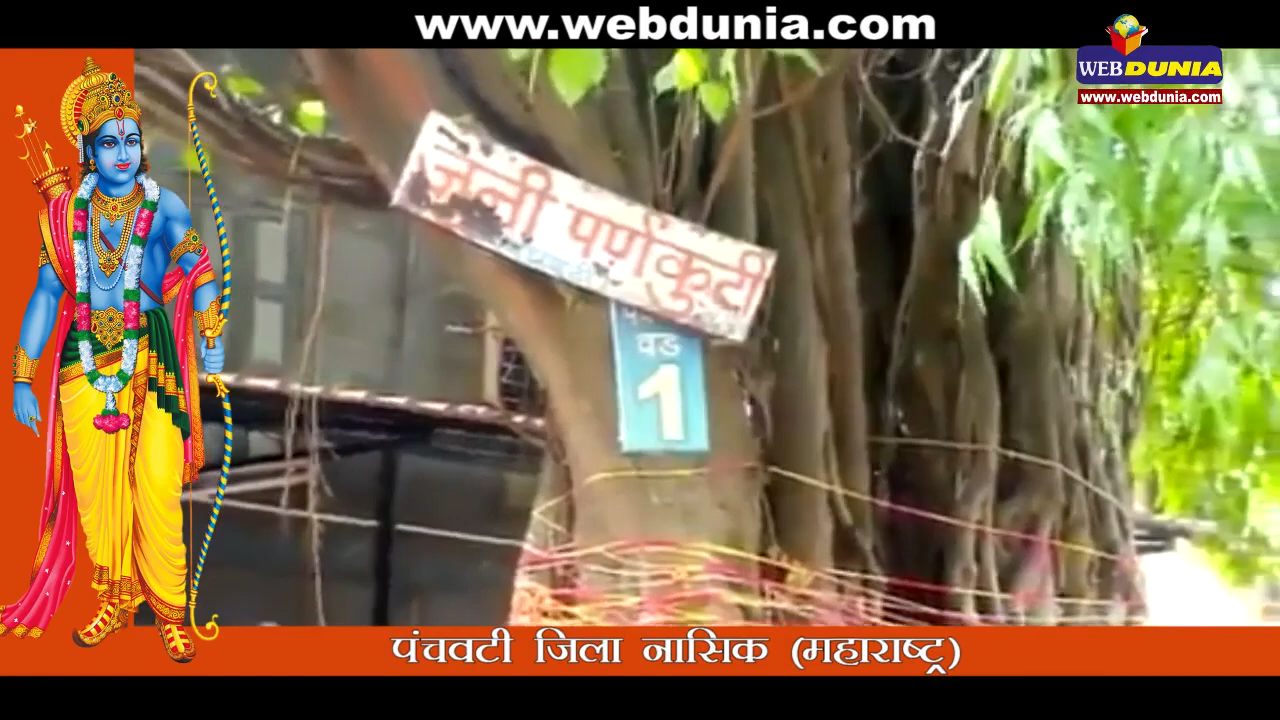 www.webdunia.com
WEBDUNIA
www.webdunia.com
जुनी पर्णकुटी
वड
1
पंचवटी जिला नासिक (महाराष्ट्र)